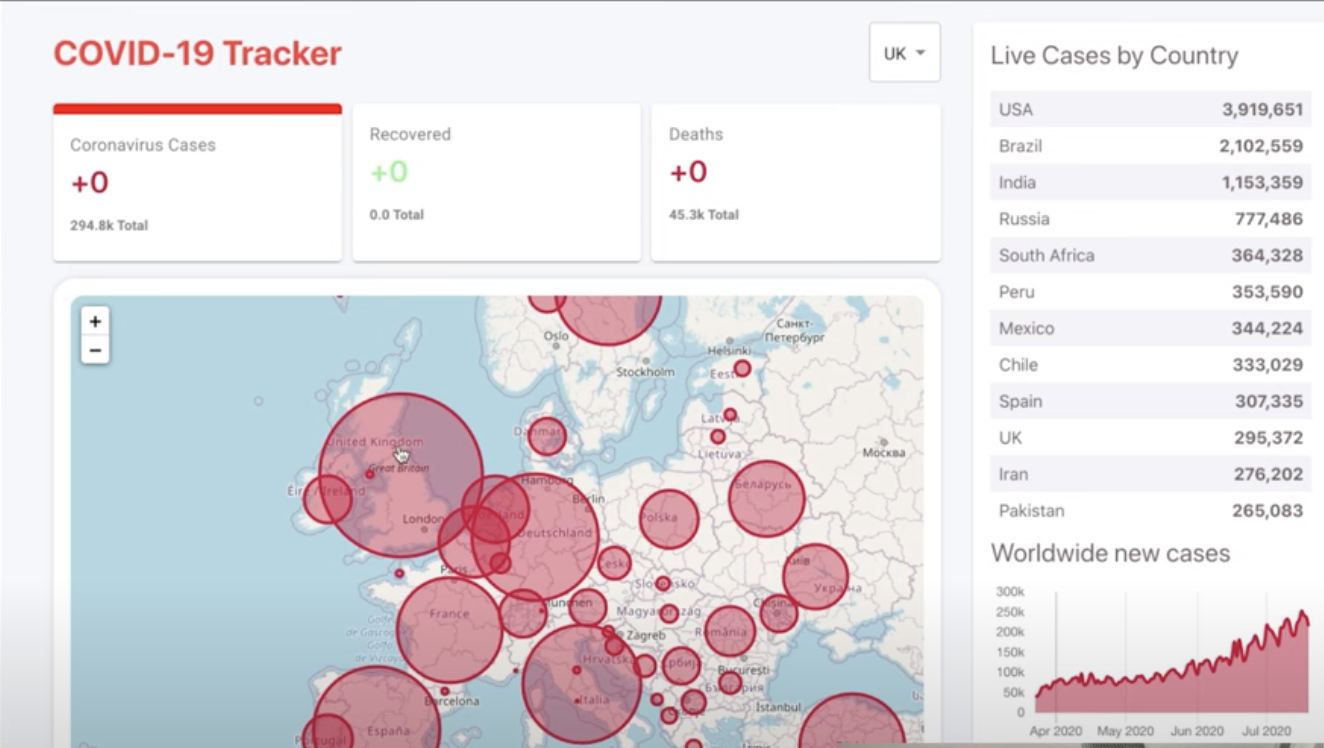 COVID-19 Tracker
UK
Coronavirus Cases
+0
294.8k Total
Recovered
+0
0.0 Total
Deaths
+0
45.3k Total
+
−
Oslo
Санкт-
Петербург
Helsinki
Stockholm
Eesti
Latvija
Danmark
Lietuva
Москва
United Kingdom
Great Britain
Éire / Ireland
Hamburg
Berlin
Беларусь
London
Polska
Deutschland
Paris
Česko
Київ
Slovensko
Україна
München
France
Magyarország
Chișinău
Golfe
de Gascogne
Golfo
de Vizcaya
Zagreb
România
Hrvatska
Србија
București
България
Barcelona
Italia
İstanbul
España
Portugal
Live Cases by Country
USA 3,919,651
Brazil 2,102,559
India 1,153,359
Russia 777,486
South Africa 364,328
Peru 353,590
Mexico 344,224
Chile 333,029
Spain 307,335
UK 295,372
Iran 276,202
Pakistan 265,083
Worldwide new cases
300k
250k
200k
150k
100k
50k
0
Apr 2020 May 2020 Jun 2020 Jul 2020